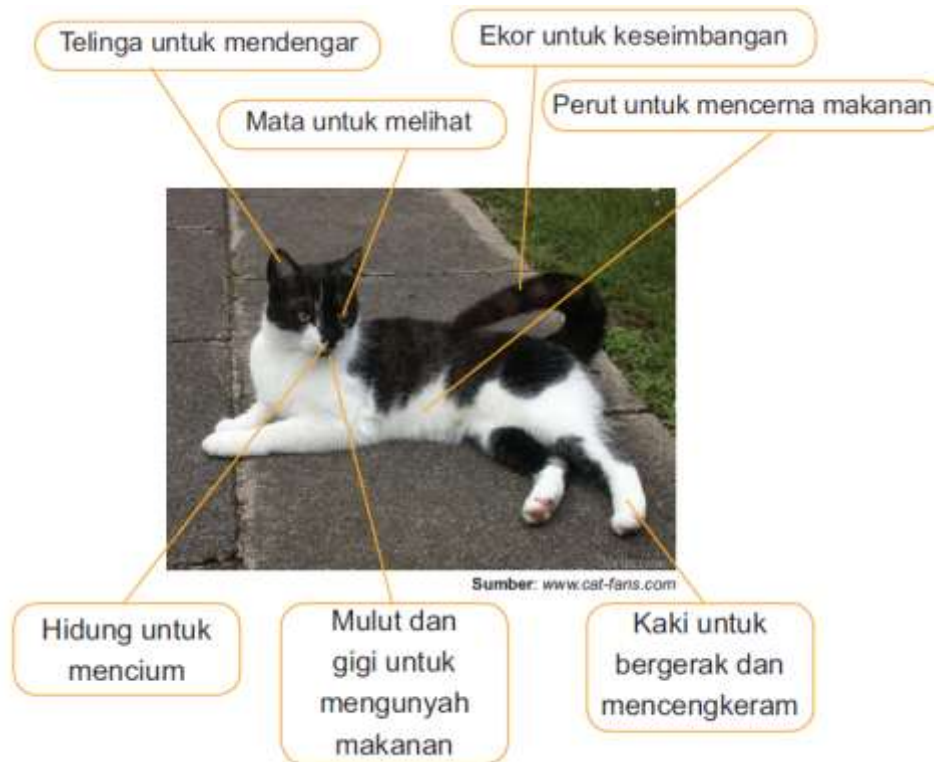 Telinga untuk mendengar
Ekor untuk keseimbangan
Mata untuk melihat
Perut untuk mencerna makanan
Sumber: www.cat-fans.com
Hidung untuk
mencium
Mulut dan
gigi untuk
mengunyah
makanan
Kaki untuk
bergerak dan
mencengkeram